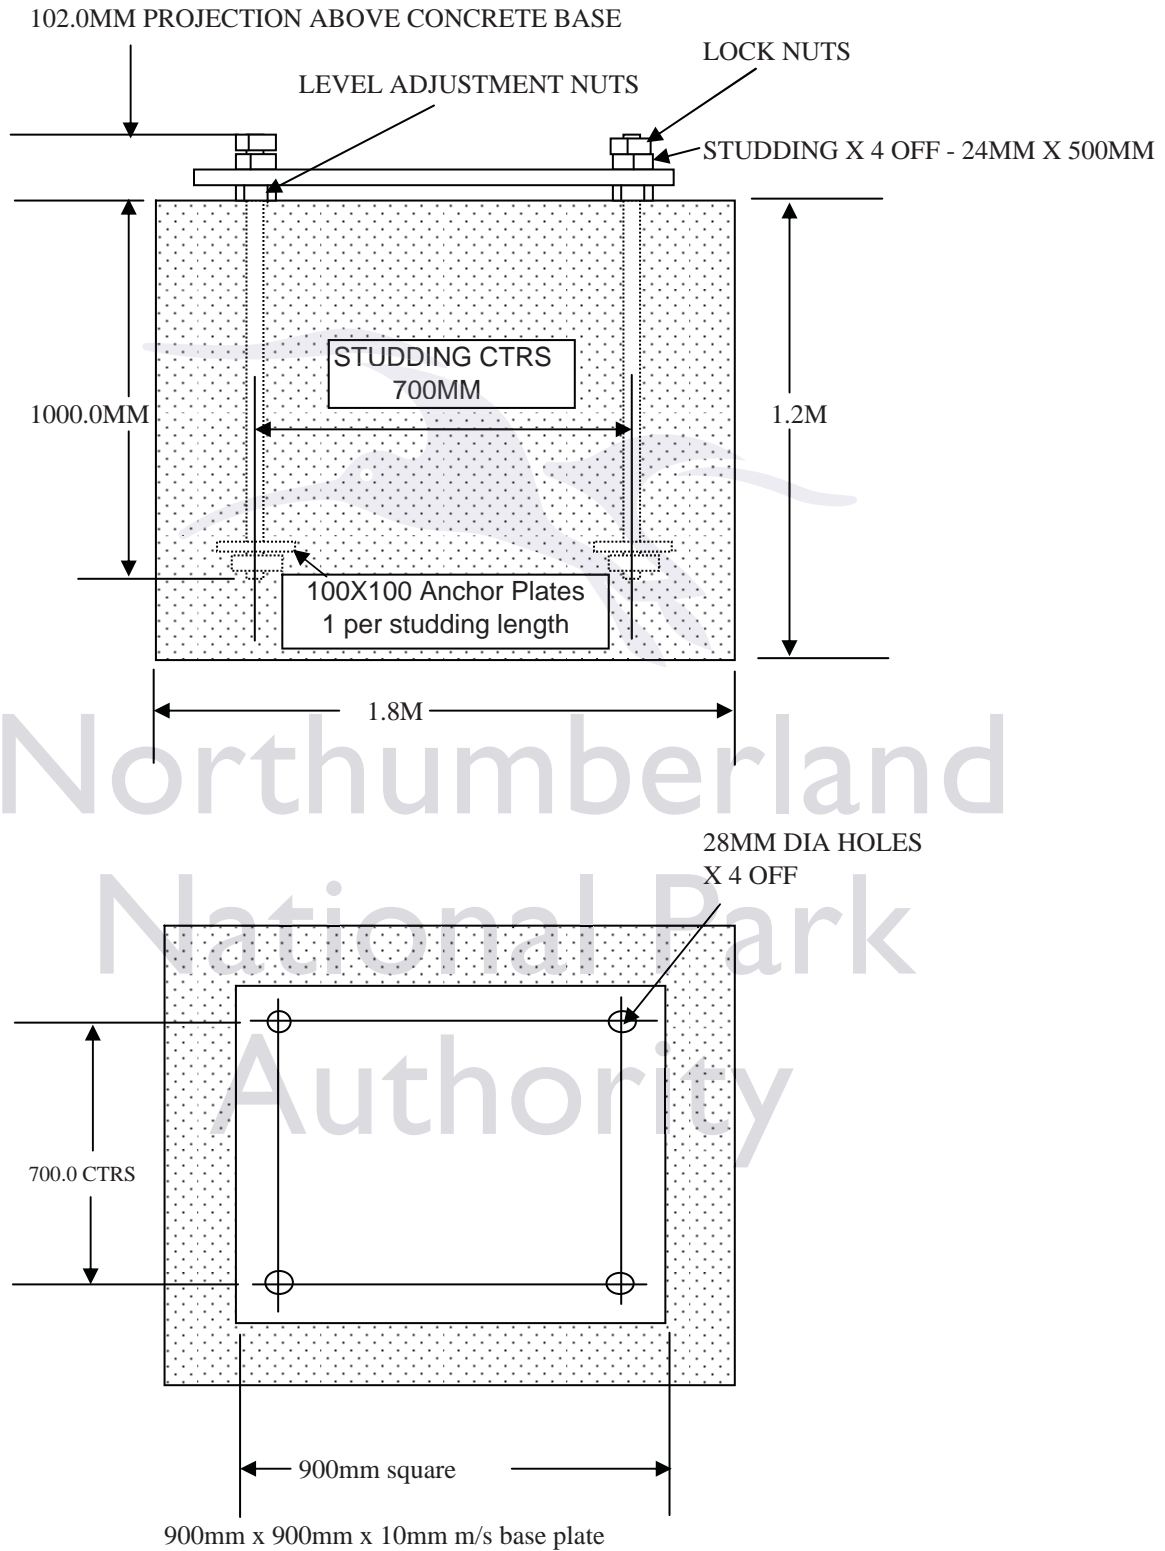 102.0MM PROJECTION ABOVE CONCRETE BASE
LOCK NUTS
LEVEL ADJUSTMENT NUTS
STUDDING X 4 OFF - 24MM X 500MM
STUDDING CTRS
700MM
1000.0MM
1.2M
100X100 Anchor Plates
1 per studding length
1.8M
Northumberland
28MM DIA HOLES
X 4 OFF
National Park
Authority
700.0 CTRS
900mm square
900mm x 900mm x 10mm m/s base plate